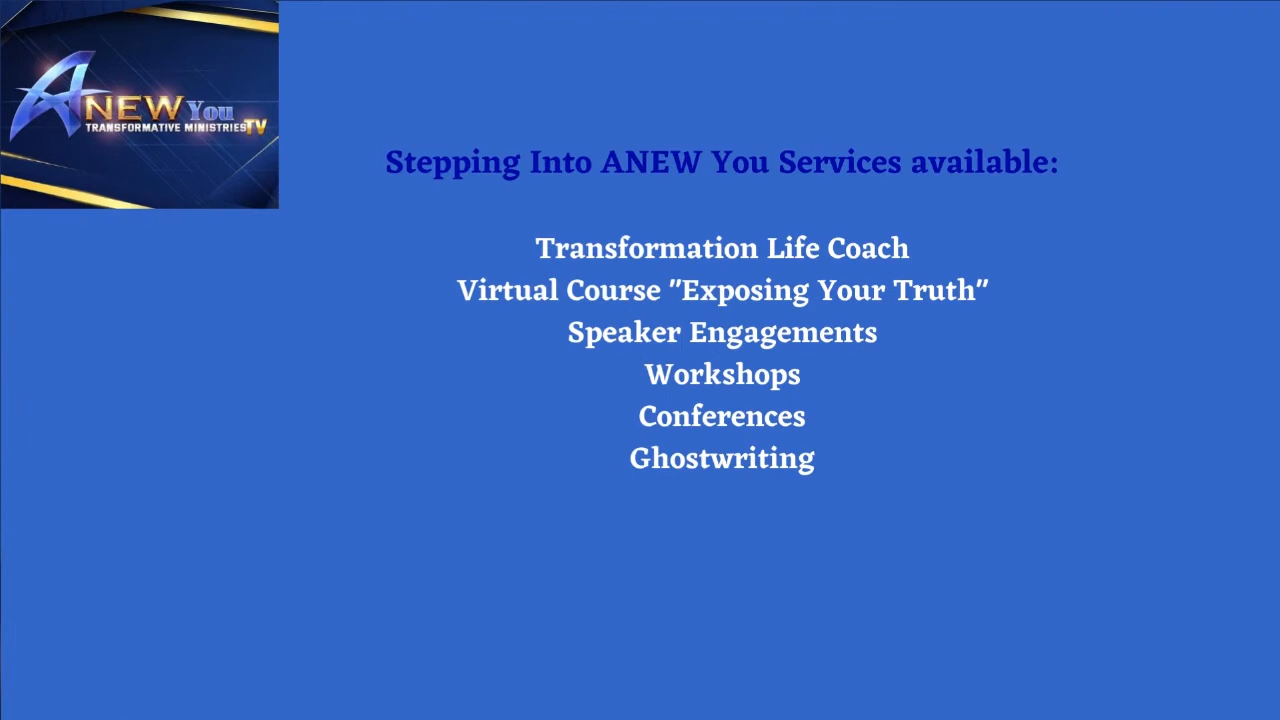 ANEW You
TRANSFORMATIVE MINISTRIES TV
Stepping Into ANEW You Services available:
Transformation Life Coach
Virtual Course "Exposing Your Truth"
Speaker Engagements
Workshops
Conferences
Ghostwriting